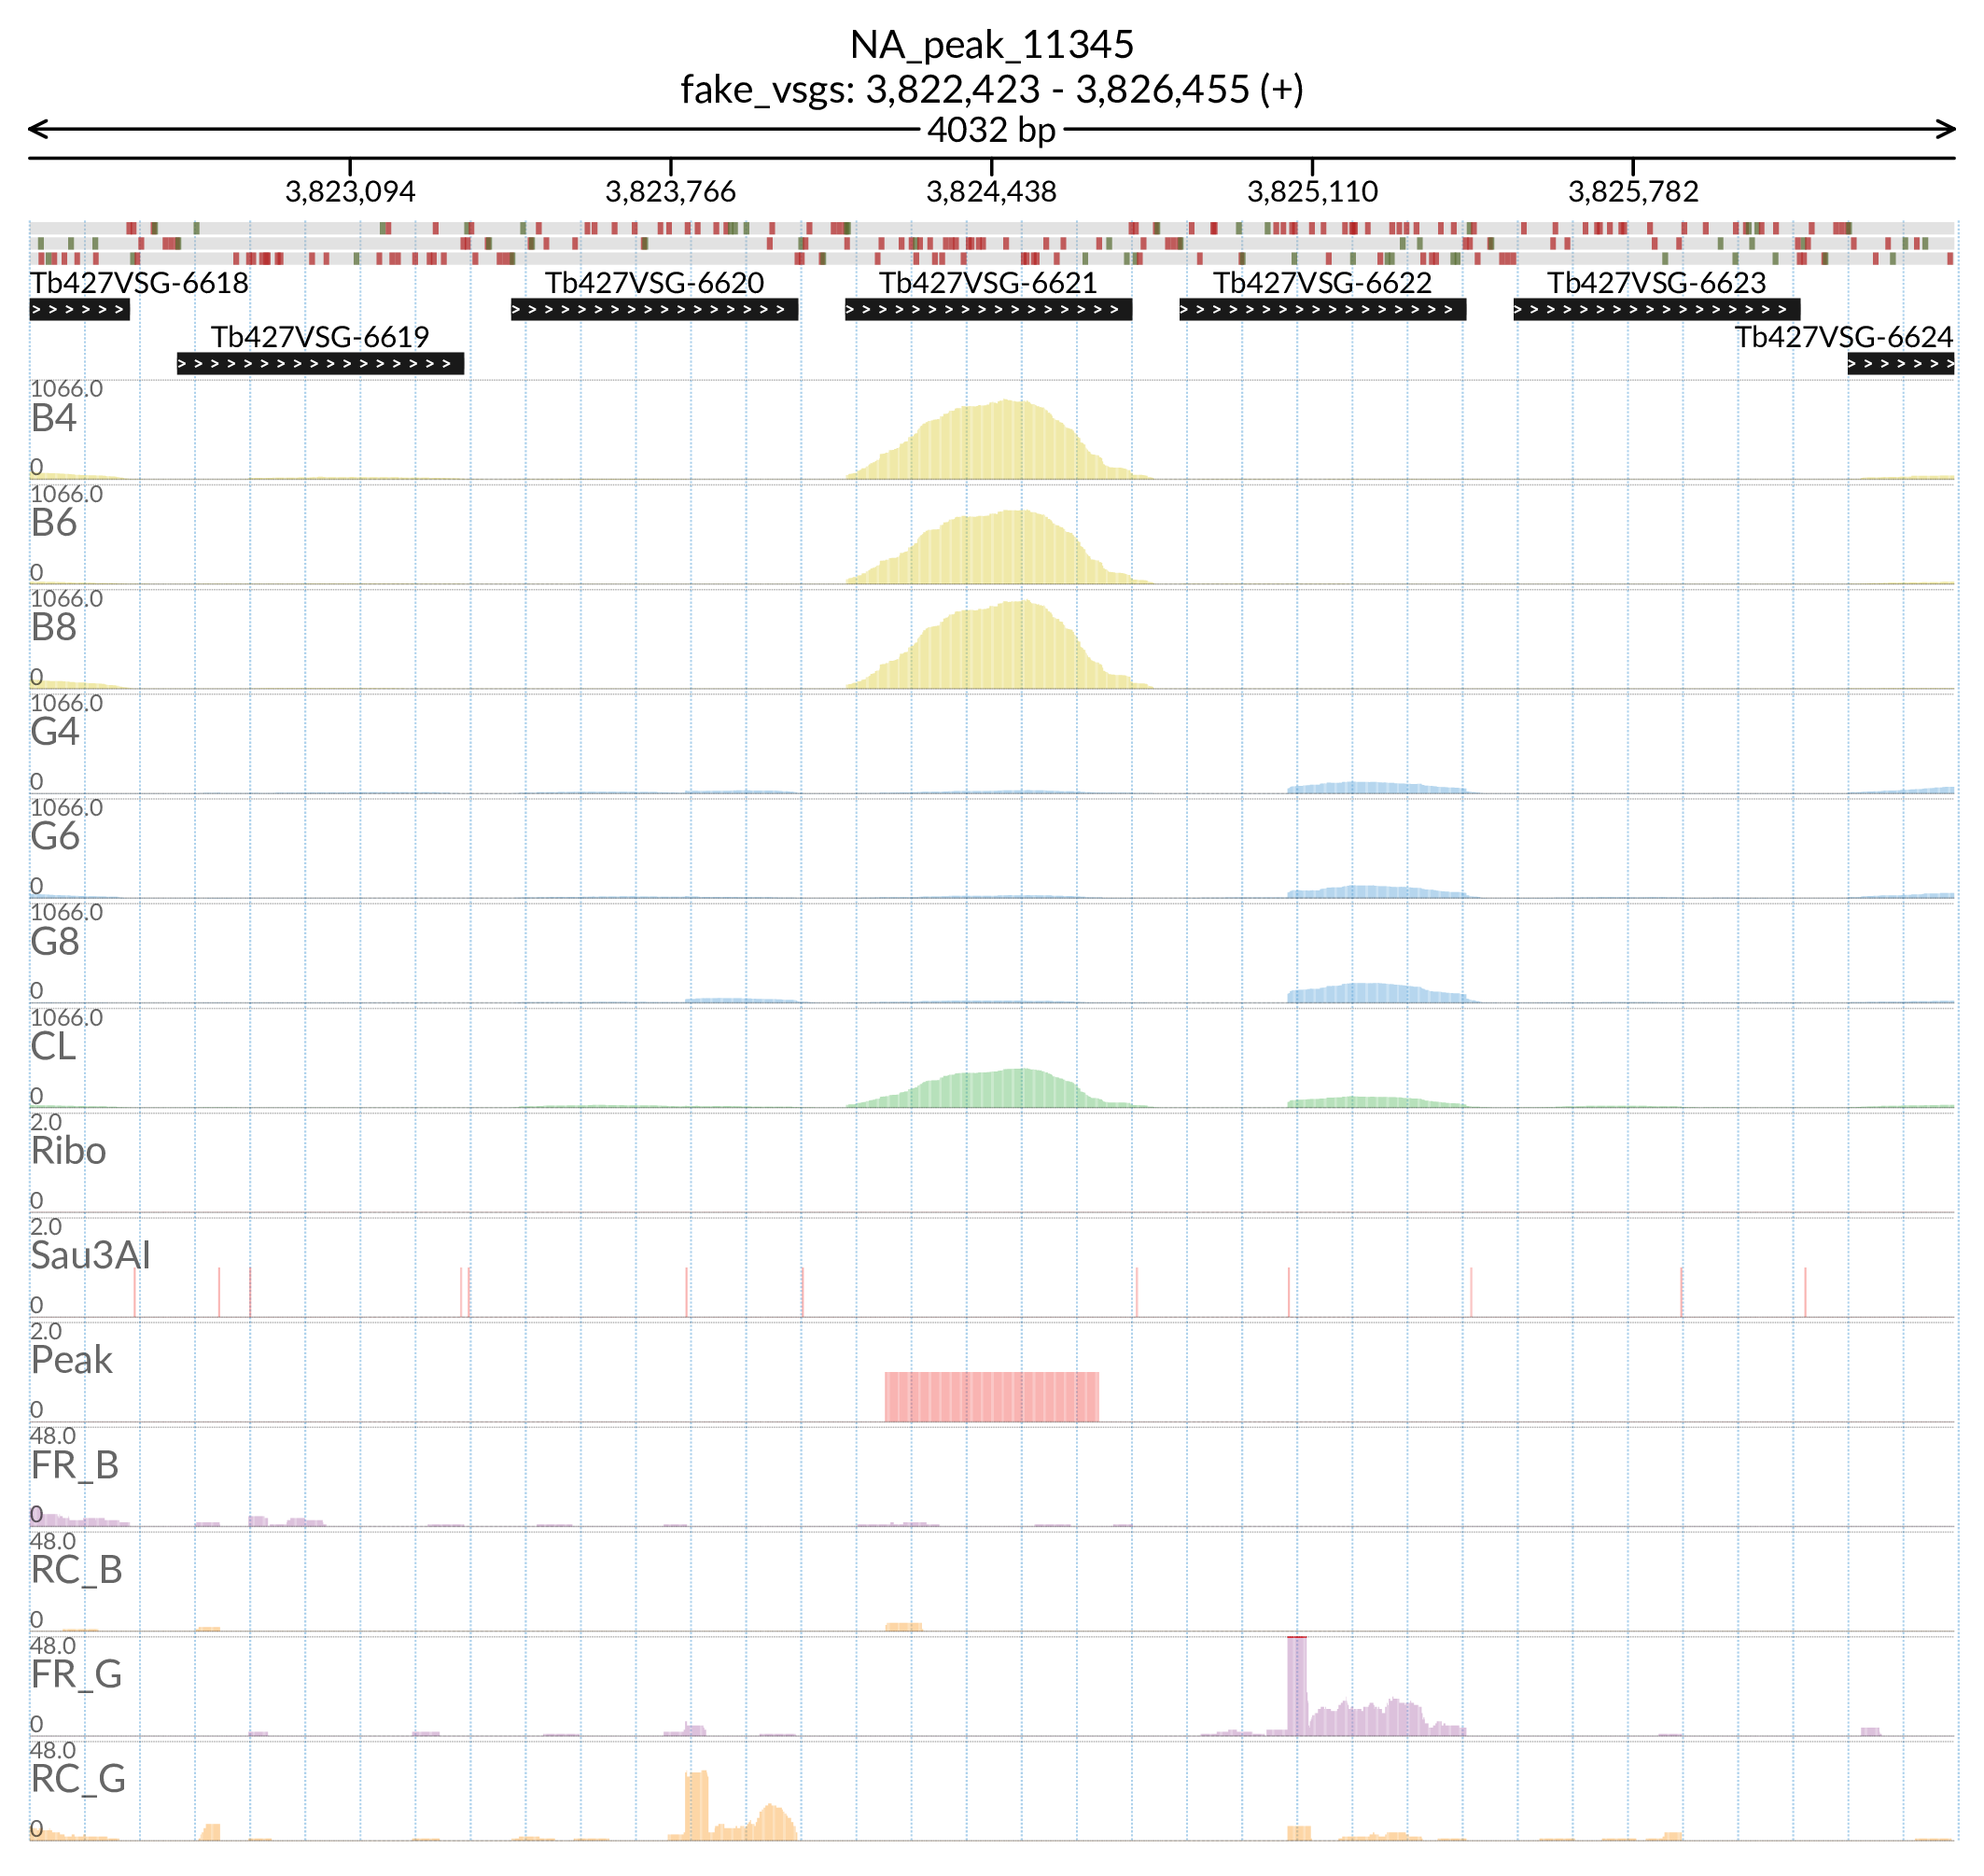 NA_peak_11345
fake_vsgs: 3,822,423 - 3,826,455 (+)
4032 bp
3,823,094 3,823,766 3,824,438 3,825,110 3,825,782
Tb427VSG-6618 Tb427VSG-6620 Tb427VSG-6621 Tb427VSG-6622 Tb427VSG-6623
Tb427VSG-6619 Tb427VSG-6624
1066.0
B4
0
1066.0
B6
0
1066.0
B8
0
1066.0
G4
0
1066.0
G6
0
1066.0
G8
0
1066.0
CL
0
2.0
Ribo
0
2.0
Sau3AI
0
2.0
Peak
0
48.0
FR_B
0
48.0
RC_B
0
48.0
FR_G
0
48.0
RC_G
0